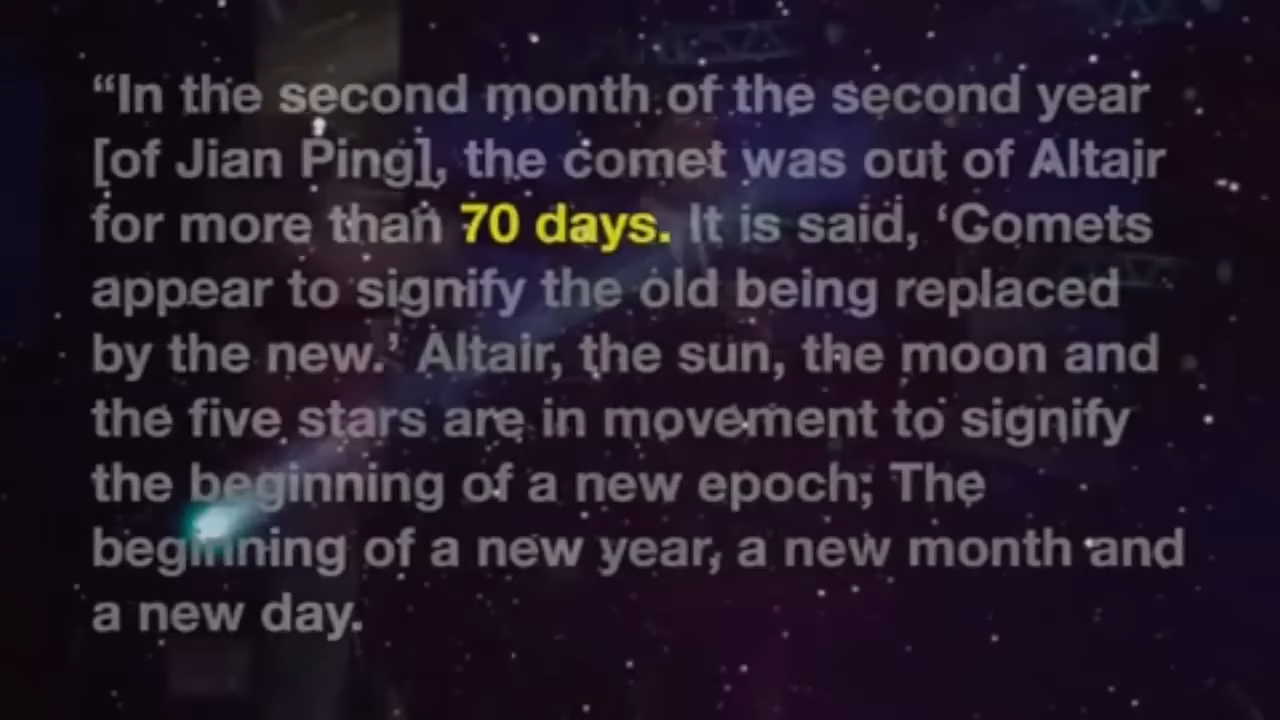 “In the second month of the second year
[of Jian Ping], the comet was out of Altair
for more than 70 days. It is said, ‘Comets
appear to signify the old being replaced
by the new.’ Altair, the sun, the moon and
the five stars are in movement to signify
the beginning of a new epoch; The
beginning of a new year, a new month and
a new day.